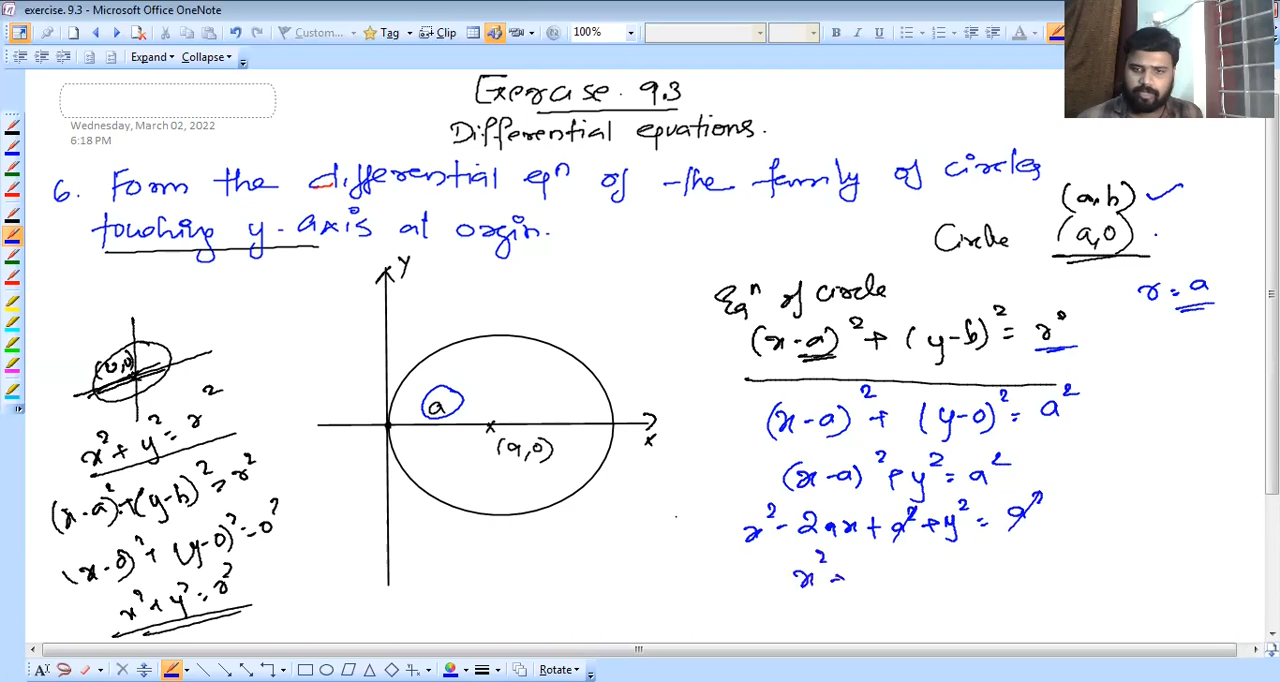 exercise.9.3 - Microsoft Office OneNote
Custom... Tag Clip 100% B I U A
Expand Collapse
Wednesday, March 02, 2022
6:18 PM
Exercise. 9.3
Differential equations.
6. Form the differential eqⁿ of the family of circles
touching y-axis at orgin.
(a,b) ✓
Circle (a,0)
r = a
Eqⁿ of circle
(x-a)² + (y-b)² = r²
(x-a)² + (y-0)² = a²
(x-a)² + y² = a²
x² - 2ax + a² + y² = a²
x² +
Y
a
(a,0)
x
(0,0)
x² + y² = r²
(x-a)² + (y-b)² = r²
(x-0)² + (y-0)² = 0²
x² + y² = r²
Rotate